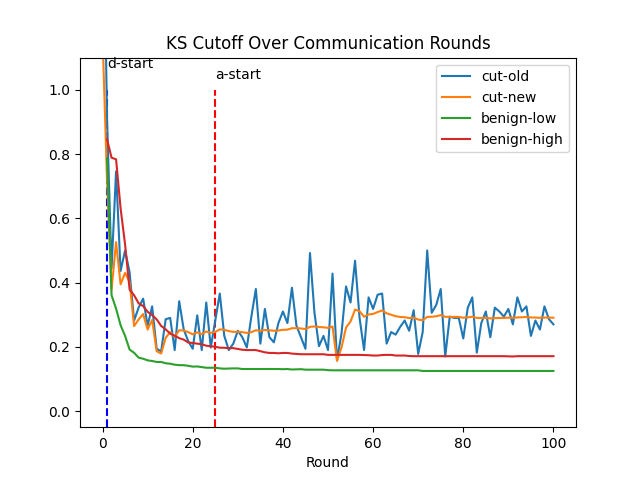 KS Cutoff Over Communication Rounds
d-start
a-start
cut-old
cut-new
benign-low
benign-high
1.0
0.8
0.6
0.4
0.2
0.0
0
20
40
60
80
100
Round